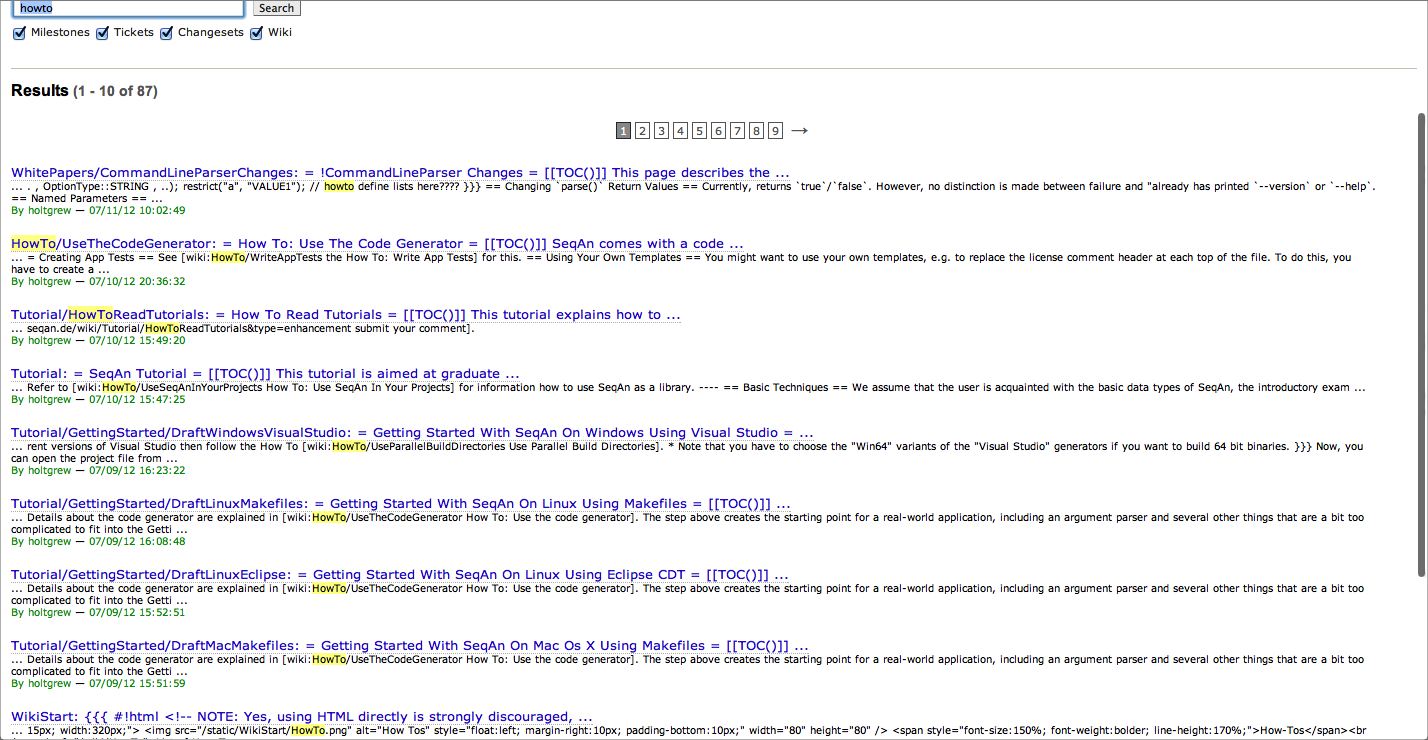 howto Search
Milestones Tickets Changesets Wiki
Results (1 - 10 of 87)
1 2 3 4 5 6 7 8 9 →
WhitePapers/CommandLineParserChanges: = !CommandLineParser Changes = [[TOC()]] This page describes the ...
... . , OptionType::STRING , ..); restrict("a", "VALUE1"); // howto define lists here???? }}} == Changing `parse()` Return Values == Currently, returns `true`/`false`. However, no distinction is made between failure and "already has printed `--version` or `--help`.
== Named Parameters == ...
By holtgrew — 07/11/12 10:02:49
HowTo/UseTheCodeGenerator: = How To: Use The Code Generator = [[TOC()]] SeqAn comes with a code ...
... = Creating App Tests == See [wiki:HowTo/WriteAppTests the How To: Write App Tests] for this. == Using Your Own Templates == You might want to use your own templates, e.g. to replace the license comment header at each top of the file. To do this, you
have to create a ...
By holtgrew — 07/10/12 20:36:32
Tutorial/HowToReadTutorials: = How To Read Tutorials = [[TOC()]] This tutorial explains how to ...
... seqan.de/wiki/Tutorial/HowToReadTutorials&type=enhancement submit your comment].
By holtgrew — 07/10/12 15:49:20
Tutorial: = SeqAn Tutorial = [[TOC()]] This tutorial is aimed at graduate ...
... Refer to [wiki:HowTo/UseSeqAnInYourProjects How To: Use SeqAn In Your Projects] for information how to use SeqAn as a library. ---- == Basic Techniques == We assume that the user is acquainted with the basic data types of SeqAn, the introductory exam ...
By holtgrew — 07/10/12 15:47:25
Tutorial/GettingStarted/DraftWindowsVisualStudio: = Getting Started With SeqAn On Windows Using Visual Studio = ...
... rent versions of Visual Studio then follow the How To [wiki:HowTo/UseParallelBuildDirectories Use Parallel Build Directories]. * Note that you have to choose the "Win64" variants of the "Visual Studio" generators if you want to build 64 bit binaries. }}} Now, you
can open the project file from ...
By holtgrew — 07/09/12 16:23:22
Tutorial/GettingStarted/DraftLinuxMakefiles: = Getting Started With SeqAn On Linux Using Makefiles = [[TOC()]] ...
... Details about the code generator are explained in [wiki:HowTo/UseTheCodeGenerator How To: Use the code generator]. The step above creates the starting point for a real-world application, including an argument parser and several other things that are a bit too
complicated to fit into the Getti ...
By holtgrew — 07/09/12 16:08:48
Tutorial/GettingStarted/DraftLinuxEclipse: = Getting Started With SeqAn On Linux Using Eclipse CDT = [[TOC()]] ...
... Details about the code generator are explained in [wiki:HowTo/UseTheCodeGenerator How To: Use the code generator]. The step above creates the starting point for a real-world application, including an argument parser and several other things that are a bit too
complicated to fit into the Getti ...
By holtgrew — 07/09/12 15:52:51
Tutorial/GettingStarted/DraftMacMakefiles: = Getting Started With SeqAn On Mac Os X Using Makefiles = [[TOC()]] ...
... Details about the code generator are explained in [wiki:HowTo/UseTheCodeGenerator How To: Use the code generator]. The step above creates the starting point for a real-world application, including an argument parser and several other things that are a bit too
complicated to fit into the Getti ...
By holtgrew — 07/09/12 15:51:59
WikiStart: {{{ #!html <!-- NOTE: Yes, using HTML directly is strongly discouraged, ...
... 15px; width:320px;"> <img src="/static/WikiStart/HowTo.png" alt="How Tos" style="float:left; margin-right:10px; padding-bottom:10px;" width="80" height="80" /> <span style="font-size:150%; font-weight:bolder; line-height:170%;">How-Tos</span><br